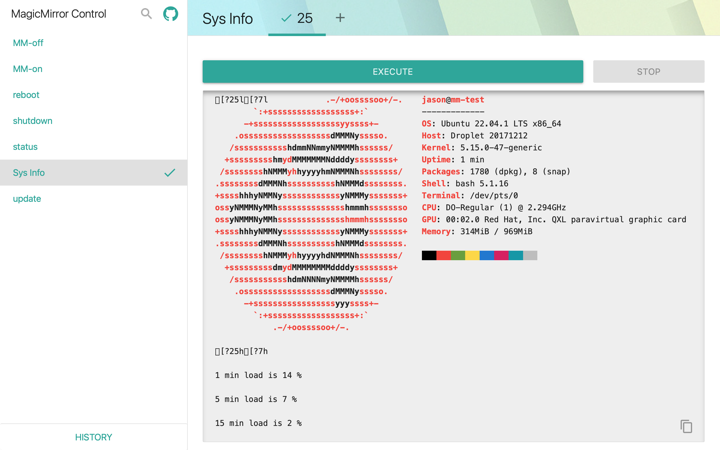 MagicMirror Control
MM-off
MM-on
reboot
shutdown
status
Sys Info
update
HISTORY
Sys Info
25
+
EXECUTE
STOP
▯[?25l▯[?7l
.-/+oossssoo+/-.
`:+ssssssssssssssssss+:`
-+ssssssssssssssssssyyssss+-
.ossssssssssssssssssdMMMNysssso.
/ssssssssssshdmmNNmmyNMMMMhssssss/
+ssssssssshmydMMMMMMMNddddyssssssss+
/sssssssshNMMMyhhyyyyhmNMMMNhssssssss/
.ssssssssdMMMNhsssssssssshNMMMdssssssss.
+sssshhhyNMMNyssssssssssssyNMMMysssssss+
ossyNMMMNyMMhsssssssssssssshmmmhssssssso
ossyNMMMNyMMhsssssssssssssshmmmhssssssso
+sssshhhyNMMNyssssssssssssyNMMMysssssss+
.ssssssssdMMMNhsssssssssshNMMMdssssssss.
/sssssssshNMMMyhhyyyyhdNMMMNhssssssss/
+sssssssssdmydMMMMMMMMddddyssssssss+
/ssssssssssshdmNNNNmyNMMMMhssssss/
.ossssssssssssssssssdMMMNysssso.
-+sssssssssssssssssyyyssss+-
`:+ssssssssssssssssss+:`
.-/+oossssoo+/-.
jason@mm-test
-------------
OS: Ubuntu 22.04.1 LTS x86_64
Host: Droplet 20171212
Kernel: 5.15.0-47-generic
Uptime: 1 min
Packages: 1780 (dpkg), 8 (snap)
Shell: bash 5.1.16
Terminal: /dev/pts/0
CPU: DO-Regular (1) @ 2.294GHz
GPU: 00:02.0 Red Hat, Inc. QXL paravirtual graphic card
Memory: 314MiB / 969MiB
▯[?25h▯[?7h
1 min load is 14 %
5 min load is 7 %
15 min load is 2 %